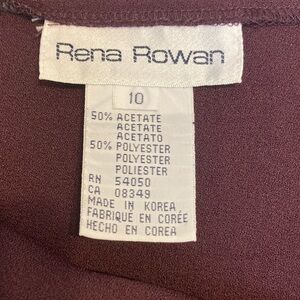 Rena Rowan
10
50% ACETATE
ACETATE
ACETATO
50% POLYESTER
POLYESTER
POLIESTER
RN 54050
CA 08349
MADE IN KOREA
FABRIQUÉ EN CORÉE
HECHO EN COREA